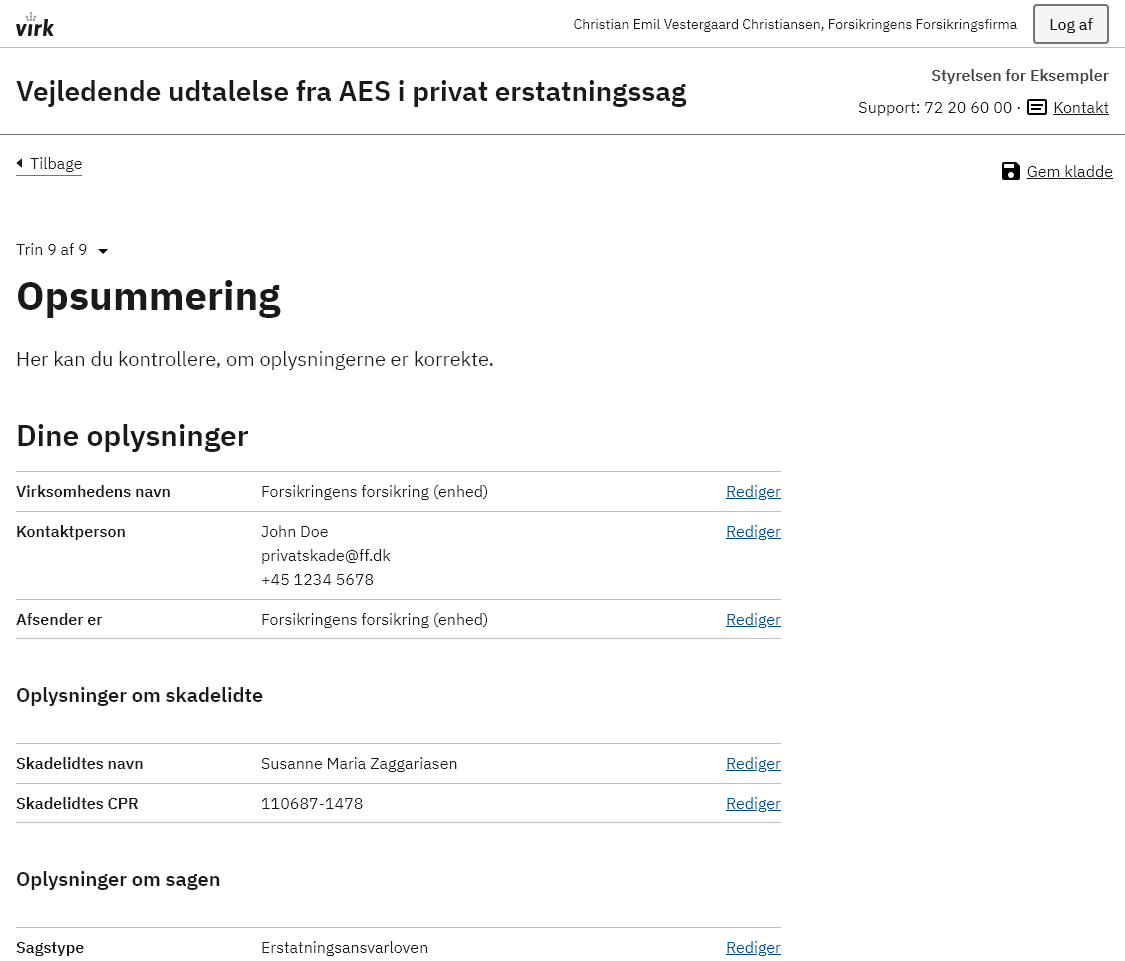 virk
Christian Emil Vestergaard Christiansen, Forsikringens Forsikringsfirma
Log af
Vejledende udtalelse fra AES i privat erstatningssag
Styrelsen for Eksempler
Support: 72 20 60 00 · Kontakt
Tilbage
Gem kladde
Trin 9 af 9
Opsummering
Her kan du kontrollere, om oplysningerne er korrekte.
Dine oplysninger
Virksomhedens navn Forsikringens forsikring (enhed) Rediger
Kontaktperson John Doe Rediger
privatskade@ff.dk
+45 1234 5678
Afsender er Forsikringens forsikring (enhed) Rediger
Oplysninger om skadelidte
Skadelidtes navn Susanne Maria Zaggariasen Rediger
Skadelidtes CPR 110687-1478 Rediger
Oplysninger om sagen
Sagstype Erstatningsansvarloven Rediger